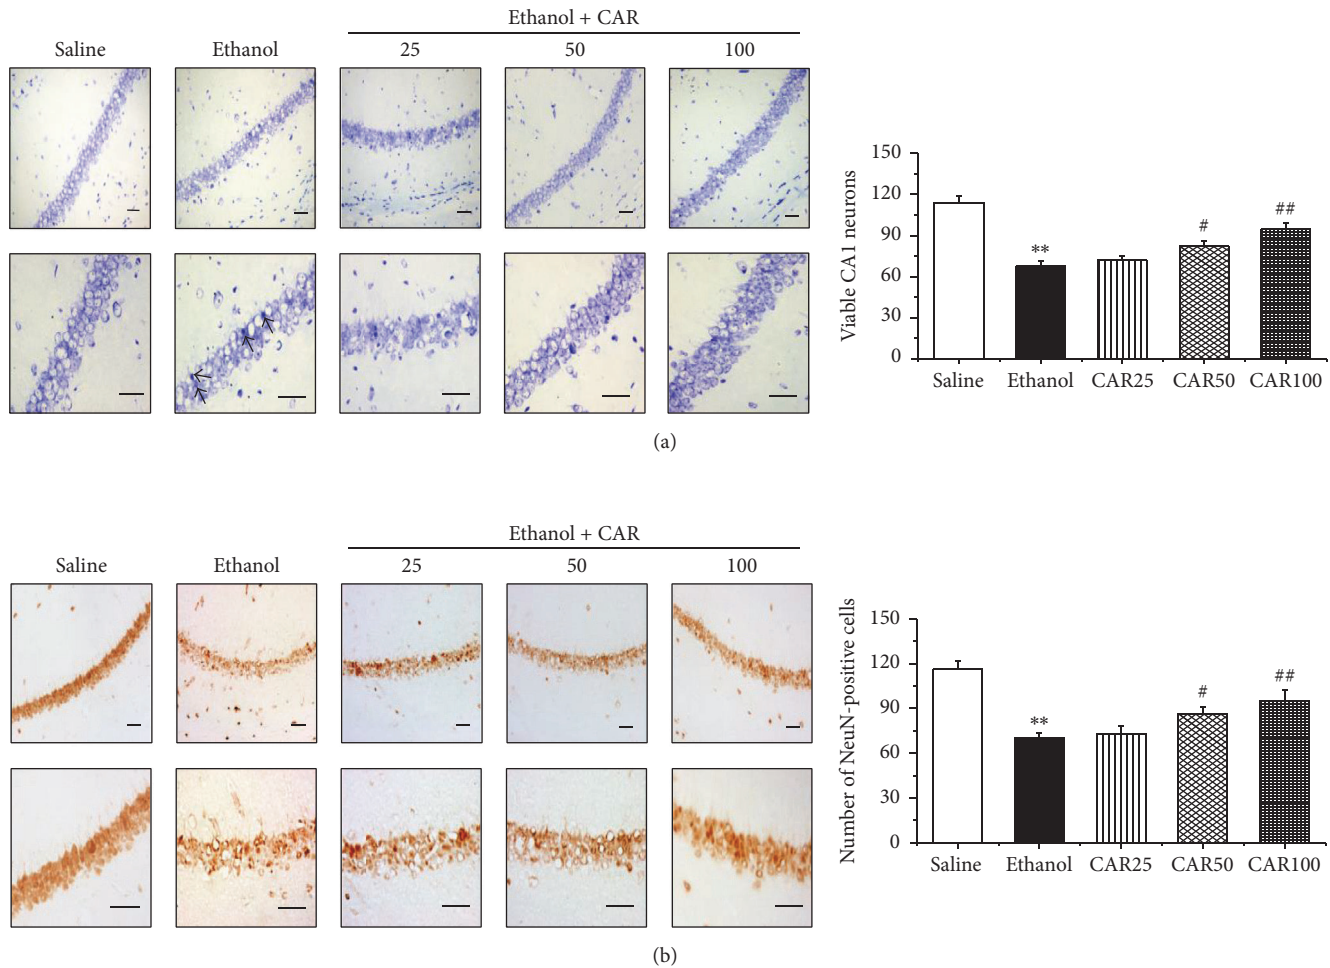 Ethanol + CAR
Saline Ethanol 25 50 100
150
120
90
60
30
0
Viable CA1 neurons
** # ##
Saline Ethanol CAR25 CAR50 CAR100
(a)
Ethanol + CAR
Saline Ethanol 25 50 100
150
120
90
60
30
0
Number of NeuN-positive cells
** # ##
Saline Ethanol CAR25 CAR50 CAR100
(b)